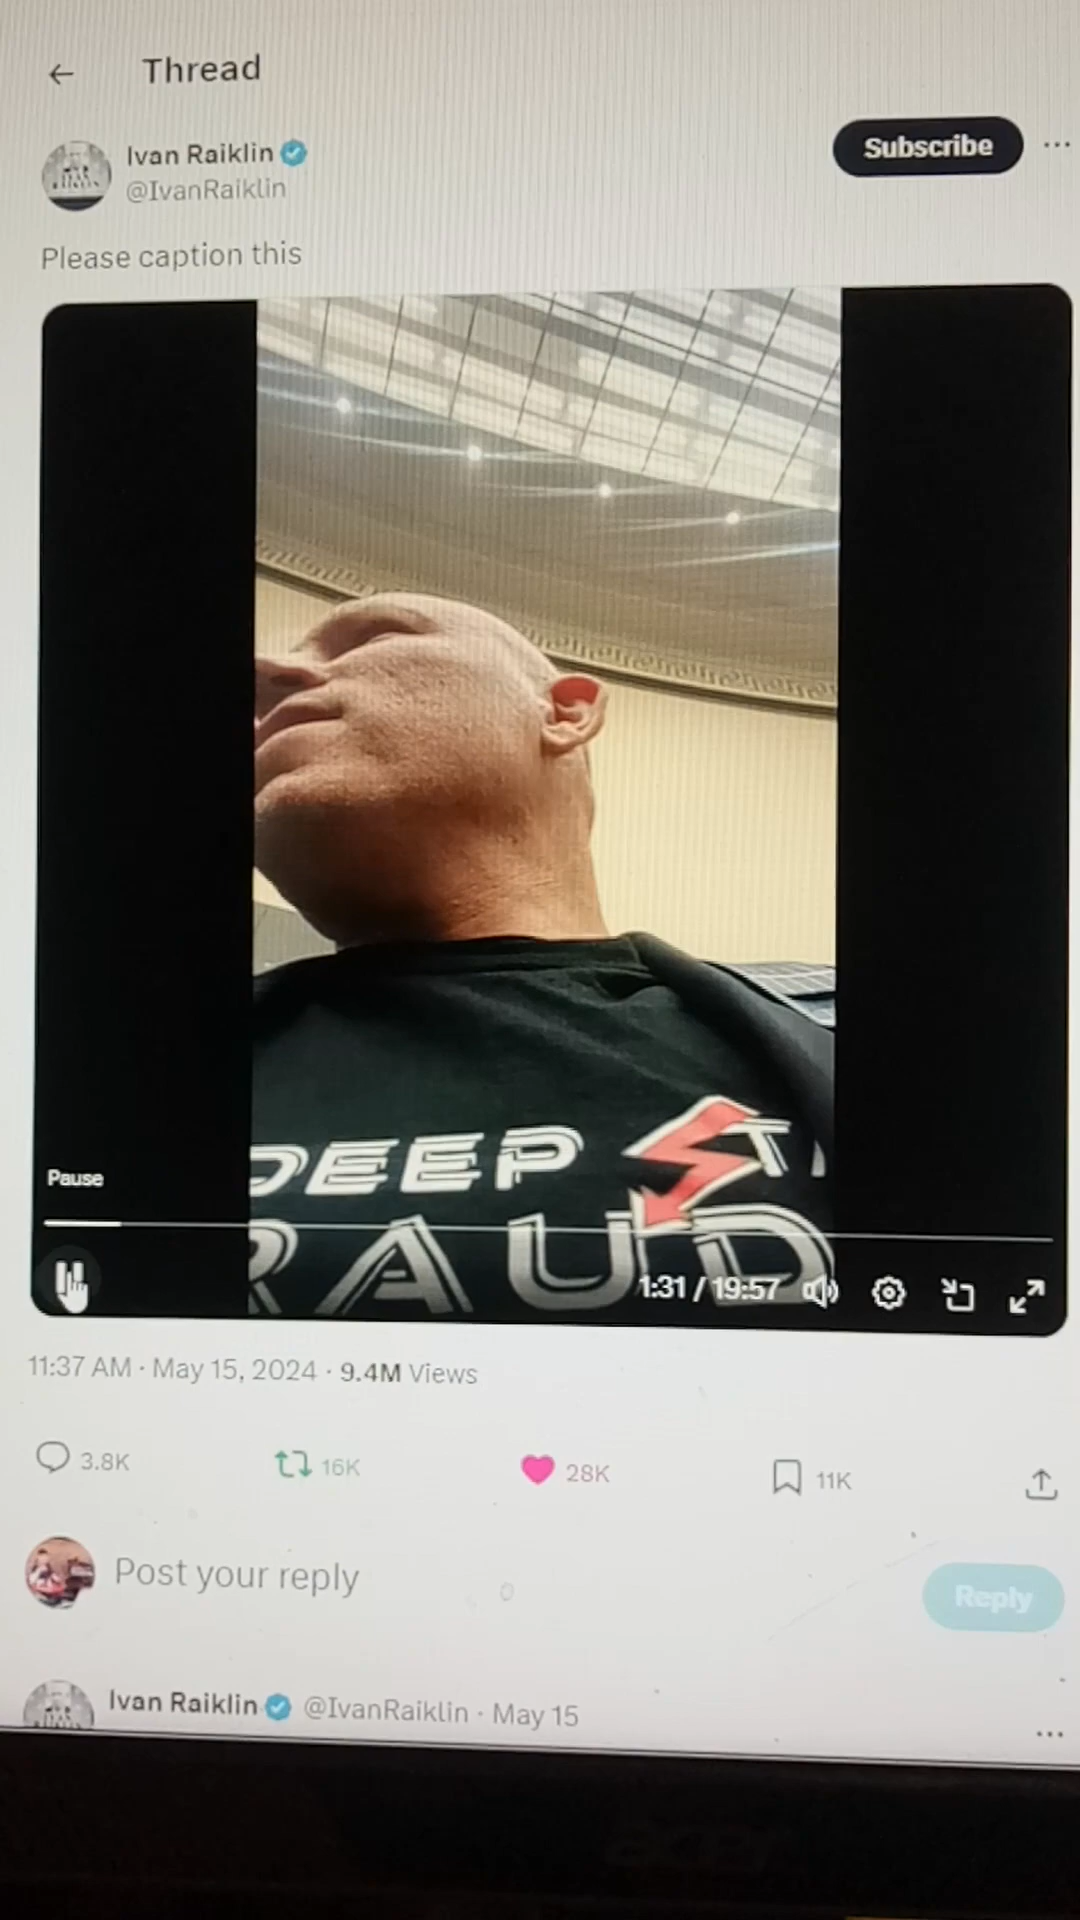 Thread
Ivan Raiklin
@IvanRaiklin
Subscribe
Please caption this
DEEP
RAUD
Pause
1:31 / 19:57
11:37 AM · May 15, 2024 · 9.4M Views
3.8K
16K
28K
11K
Post your reply
Reply
Ivan Raiklin @IvanRaiklin · May 15
acer